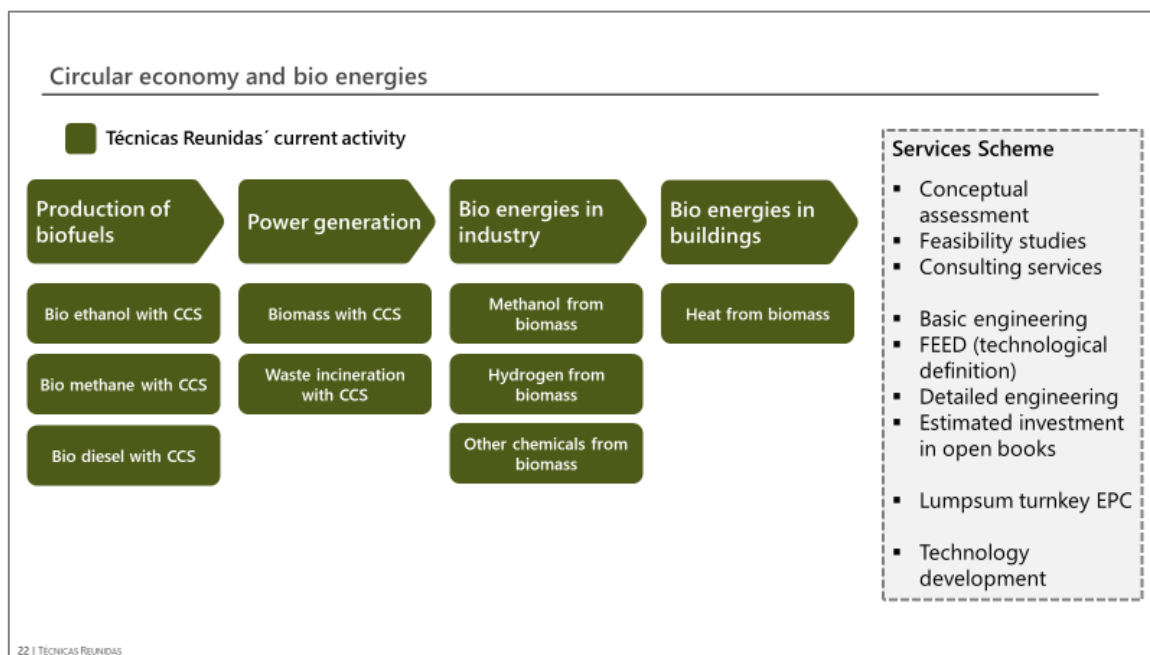 Circular economy and bio energies
Técnicas Reunidas´ current activity
Production of
biofuels
Bio ethanol with CCS
Bio methane with CCS
Bio diesel with CCS
Power generation
Biomass with CCS
Waste incineration
with CCS
Bio energies in
industry
Methanol from
biomass
Hydrogen from
biomass
Other chemicals from
biomass
Bio energies in
buildings
Heat from biomass
Services Scheme
▪ Conceptual
assessment
▪ Feasibility studies
▪ Consulting services
▪ Basic engineering
▪ FEED (technological
definition)
▪ Detailed engineering
▪ Estimated investment
in open books
▪ Lumpsum turnkey EPC
▪ Technology
development
22 | TÉCNICAS REUNIDAS